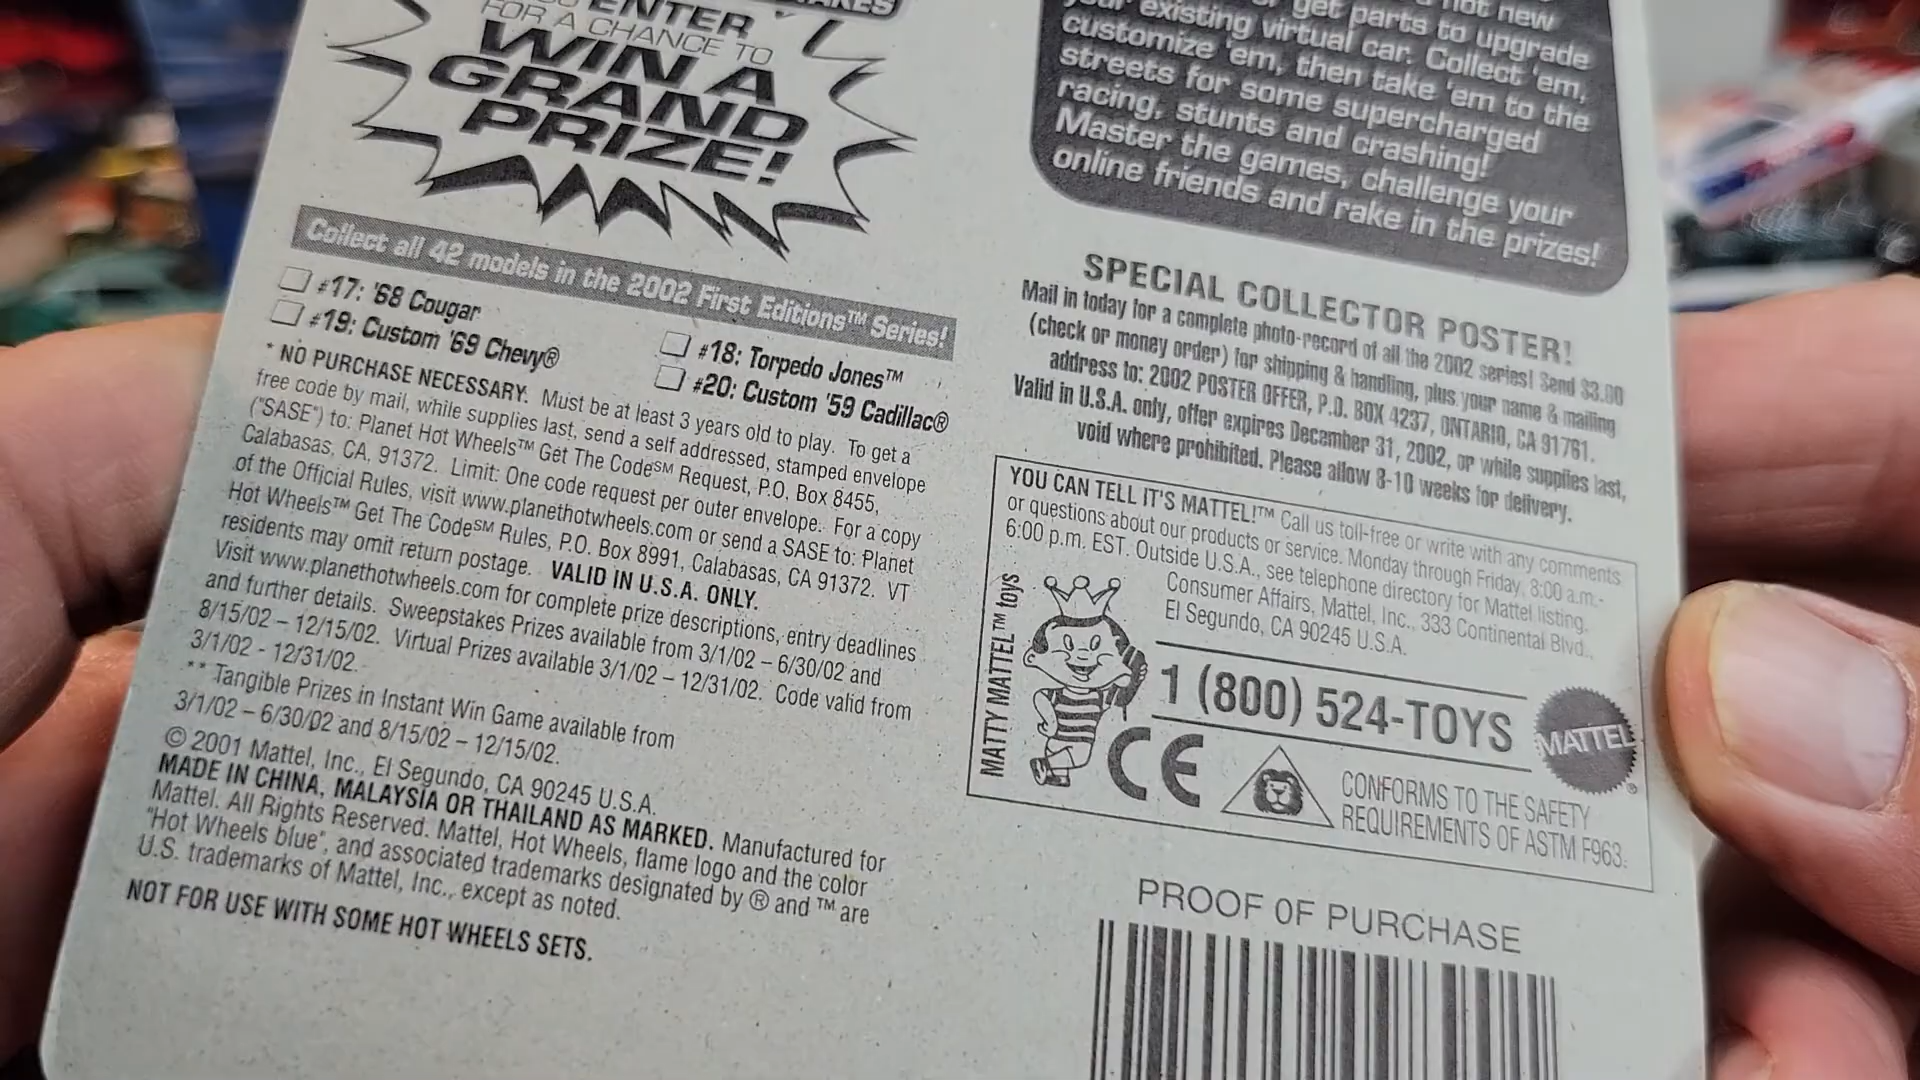 ENTER
FOR A CHANCE TO
WIN A
GRAND
PRIZE!
Collect all 42 models in the 2002 First Editions™ Series!
#17: '68 Cougar
#18: Torpedo Jones™
#19: Custom '69 Chevy®
#20: Custom '59 Cadillac®
* NO PURCHASE NECESSARY. Must be at least 3 years old to play. To get a
free code by mail, while supplies last, send a self addressed, stamped envelope
("SASE") to: Planet Hot Wheels™ Get The Code℠ Request, P.O. Box 8455,
Calabasas, CA, 91372. Limit: One code request per outer envelope. For a copy
of the Official Rules, visit www.planethotwheels.com or send a SASE to: Planet
Hot Wheels™ Get The Code℠ Rules, P.O. Box 8991, Calabasas, CA 91372. VT
residents may omit return postage. VALID IN U.S.A. ONLY.
Visit www.planethotwheels.com for complete prize descriptions, entry deadlines
and further details. Sweepstakes Prizes available from 3/1/02 – 6/30/02 and
8/15/02 – 12/15/02. Virtual Prizes available 3/1/02 – 12/31/02. Code valid from
3/1/02 - 12/31/02.
** Tangible Prizes in Instant Win Game available from
3/1/02 – 6/30/02 and 8/15/02 – 12/15/02.
© 2001 Mattel, Inc., El Segundo, CA 90245 U.S.A.
MADE IN CHINA, MALAYSIA OR THAILAND AS MARKED. Manufactured for
Mattel. All Rights Reserved. Mattel, Hot Wheels, flame logo and the color
"Hot Wheels blue", and associated trademarks designated by ® and ™ are
U.S. trademarks of Mattel, Inc., except as noted.
NOT FOR USE WITH SOME HOT WHEELS SETS.
hot new
get parts to upgrade
your existing virtual car. Collect 'em,
customize 'em, then take 'em to the
streets for some supercharged
racing, stunts and crashing!
Master the games, challenge your
online friends and rake in the prizes!
SPECIAL COLLECTOR POSTER!
Mail in today for a complete photo-record of all the 2002 series! Send $3.00
(check or money order) for shipping & handling, plus your name & mailing
address to: 2002 POSTER OFFER, P.O. BOX 4237, ONTARIO, CA 91761.
Valid in U.S.A. only, offer expires December 31, 2002, or while supplies last,
void where prohibited. Please allow 8-10 weeks for delivery.
YOU CAN TELL IT'S MATTEL!™ Call us toll-free or write with any comments
or questions about our products or service. Monday through Friday, 8:00 a.m.-
6:00 p.m. EST. Outside U.S.A., see telephone directory for Mattel listing.
Consumer Affairs, Mattel, Inc., 333 Continental Blvd.,
El Segundo, CA 90245 U.S.A.
MATTY MATTEL™ toys
1 (800) 524-TOYS
MATTEL®
CE
CONFORMS TO THE SAFETY
REQUIREMENTS OF ASTM F963.
PROOF OF PURCHASE